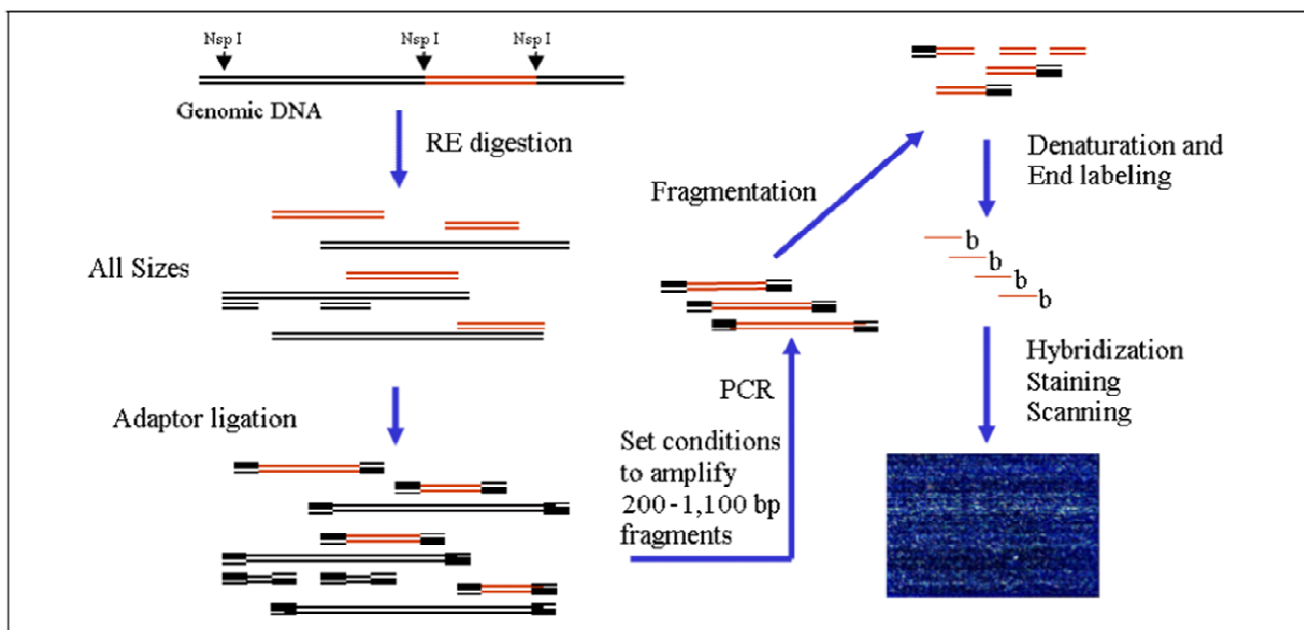 Nsp I
Nsp I
Nsp I
Genomic DNA
RE digestion
All Sizes
Adaptor ligation
PCR
Set conditions
to amplify
200-1,100 bp
fragments
Fragmentation
Denaturation and
End labeling
b
b
b
b
Hybridization
Staining
Scanning